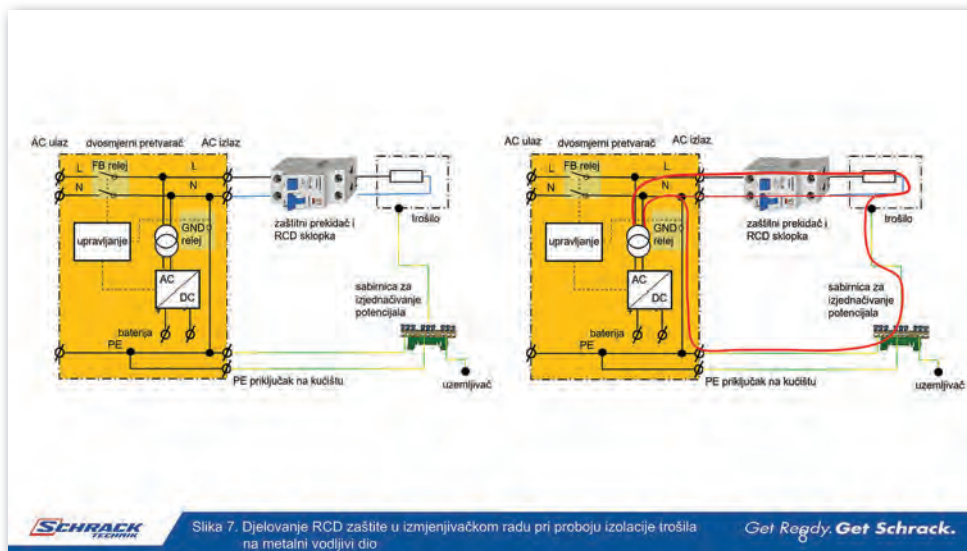 AC ulaz dvosmjerni pretvarač AC izlaz
FB relej
L
L
N
N
GND
relej
upravljanje
AC
DC
baterija
PE
zaštitni prekidač i
RCD sklopka
trošilo
sabirnica za
izjednačivanje
potencijala
PE priključak na kućištu
uzemljivač
AC ulaz dvosmjerni pretvarač AC izlaz
FB relej
L
L
N
N
GND
relej
upravljanje
AC
DC
baterija
PE
zaštitni prekidač i
RCD sklopka
trošilo
sabirnica za
izjednačivanje
potencijala
PE priključak na kućištu
uzemljivač
SCHRACK
TECHNIK
Slika 7. Djelovanje RCD zaštite u izmjenjivačkom radu pri proboju izolacije trošila
na metalni vodljivi dio
Get Ready. Get Schrack.
8